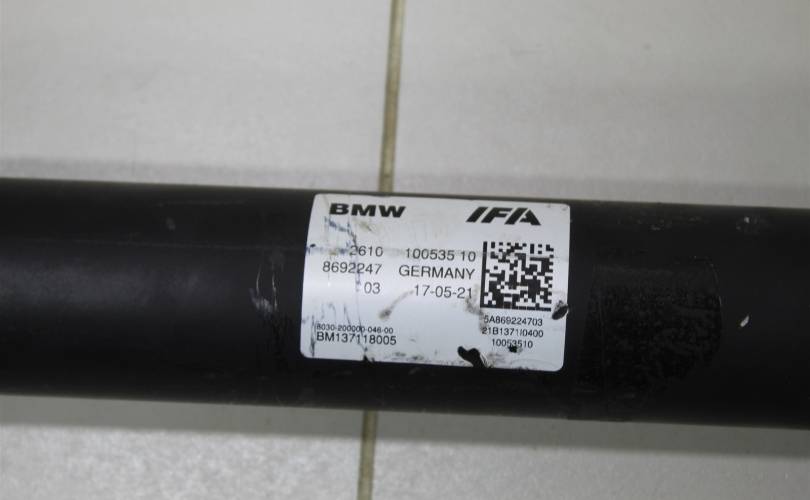 BMW IFA
2610 100535 10
8692247 GERMANY
03 17-05-21
5A869224703
8030-200000-046-00 21B1371I0400
BM137118005 10053510